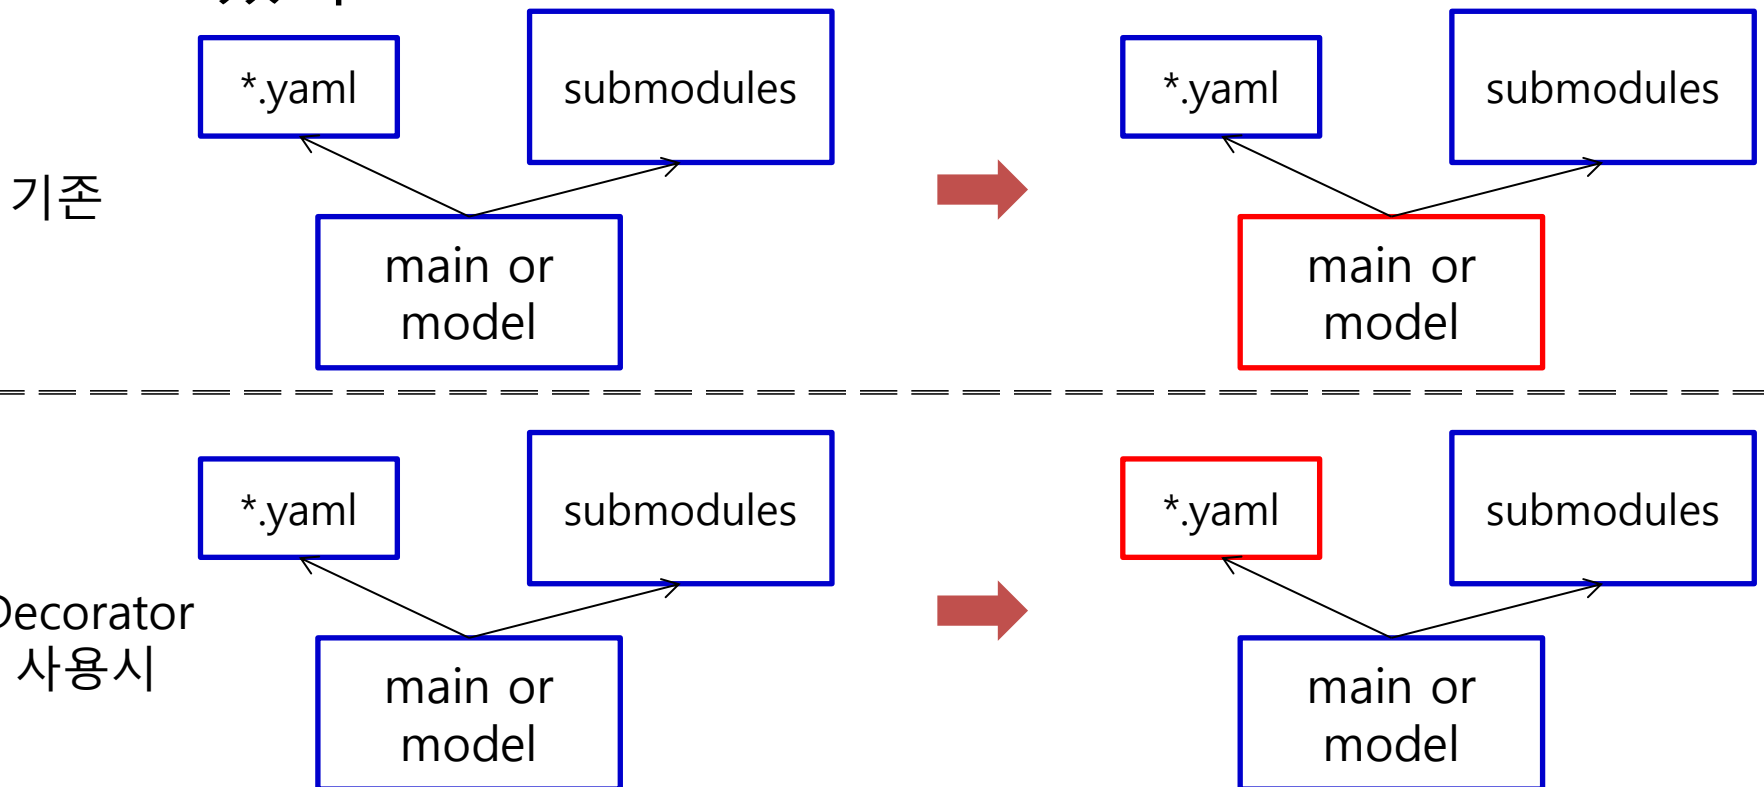 *.yaml
submodules
*.yaml
submodules
기존
main or
model
main or
model
*.yaml
submodules
*.yaml
submodules
Decorator
사용시
main or
model
main or
model